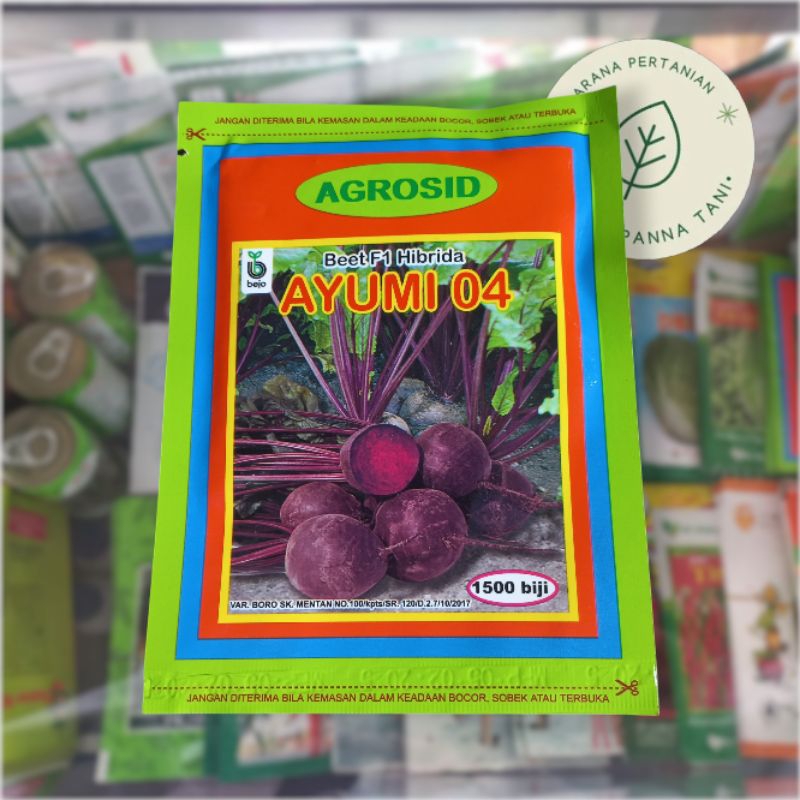 SARANA PERTANIAN
PANNA TANI
JANGAN DITERIMA BILA KEMASAN DALAM KEADAAN BOCOR, SOBEK ATAU TERBUKA
AGROSID
Beet F1 Hibrida
bejo
AYUMI 04
1500 biji
VAR. BORO SK. MENTAN NO.100/kpts/SR. 120/D.2.7/10/2017
JANGAN DITERIMA BILA KEMASAN DALAM KEADAAN BOCOR, SOBEK ATAU TERBUKA